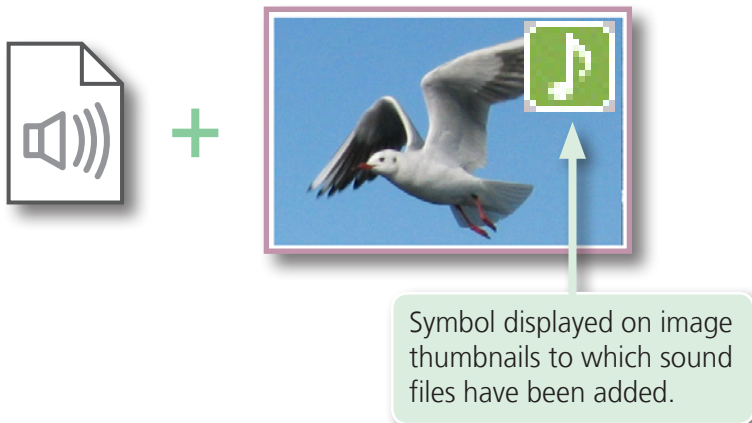 Symbol displayed on image
thumbnails to which sound
files have been added.